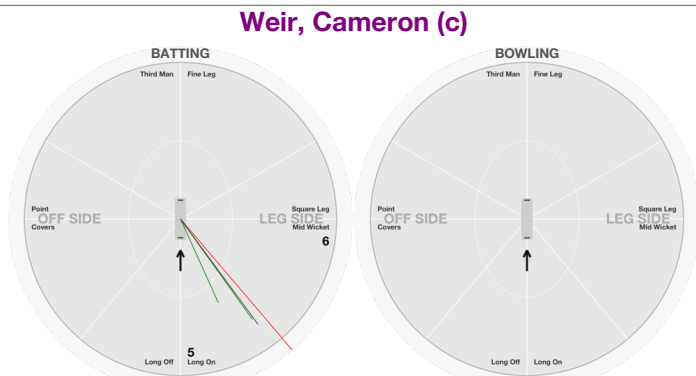 Weir, Cameron (c)
BATTING
Third Man Fine Leg
Point
OFF SIDE
Covers
Square Leg
LEG SIDE
Mid Wicket
6
5
Long Off Long On
BOWLING
Third Man Fine Leg
Point
OFF SIDE
Covers
Square Leg
LEG SIDE
Mid Wicket
Long Off Long On